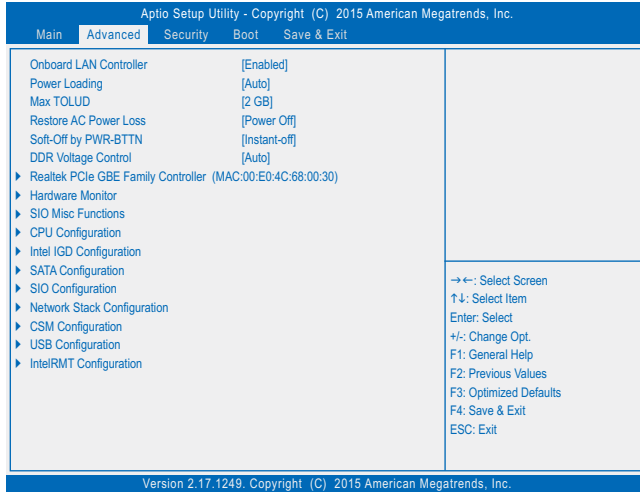 Aptio Setup Utility - Copyright (C) 2015 American Megatrends, Inc.
Main Advanced Security Boot Save & Exit
Onboard LAN Controller [Enabled]
Power Loading [Auto]
Max TOLUD [2 GB]
Restore AC Power Loss [Power Off]
Soft-Off by PWR-BTTN [Instant-off]
DDR Voltage Control [Auto]
Realtek PCIe GBE Family Controller (MAC:00:E0:4C:68:00:30)
Hardware Monitor
SIO Misc Functions
CPU Configuration
Intel IGD Configuration
SATA Configuration
SIO Configuration
Network Stack Configuration
CSM Configuration
USB Configuration
IntelRMT Configuration
→←: Select Screen
↑↓: Select Item
Enter: Select
+/-: Change Opt.
F1: General Help
F2: Previous Values
F3: Optimized Defaults
F4: Save & Exit
ESC: Exit
Version 2.17.1249. Copyright (C) 2015 American Megatrends, Inc.